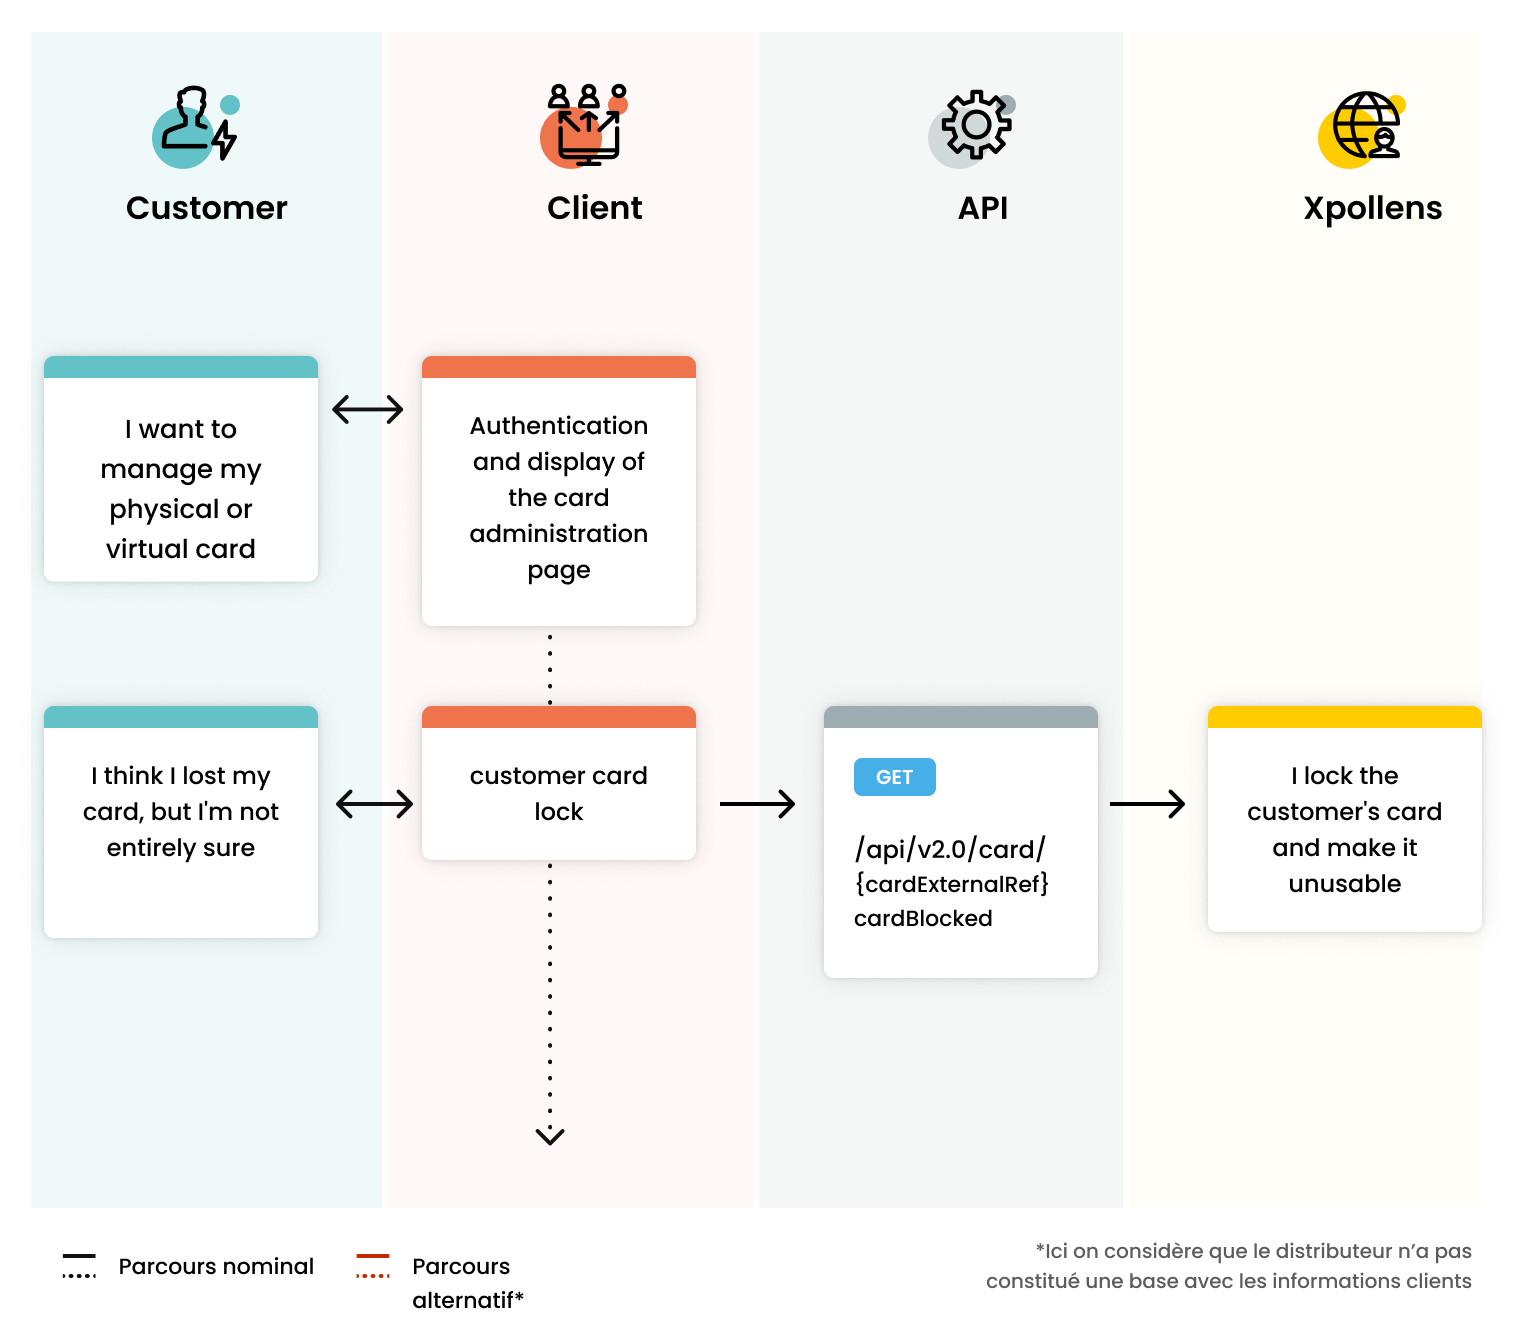 Customer
Client
API
Xpollens
I want to
manage my
physical or
virtual card
Authentication
and display of
the card
administration
page
I think I lost my
card, but I'm not
entirely sure
customer card
lock
GET
/api/v2.0/card/
{cardExternalRef}
cardBlocked
I lock the
customer's card
and make it
unusable
Parcours nominal
Parcours
alternatif*
*Ici on considère que le distributeur n’a pas
constitué une base avec les informations clients